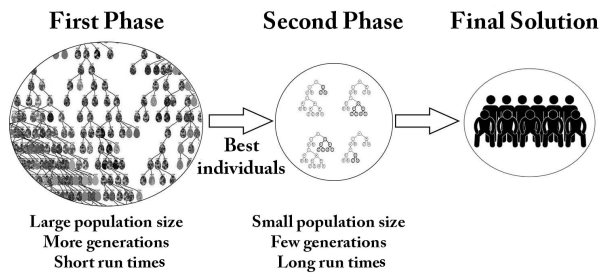 First Phase
Second Phase
Final Solution
Best
individuals
Large population size
More generations
Short run times
Small population size
Few generations
Long run times